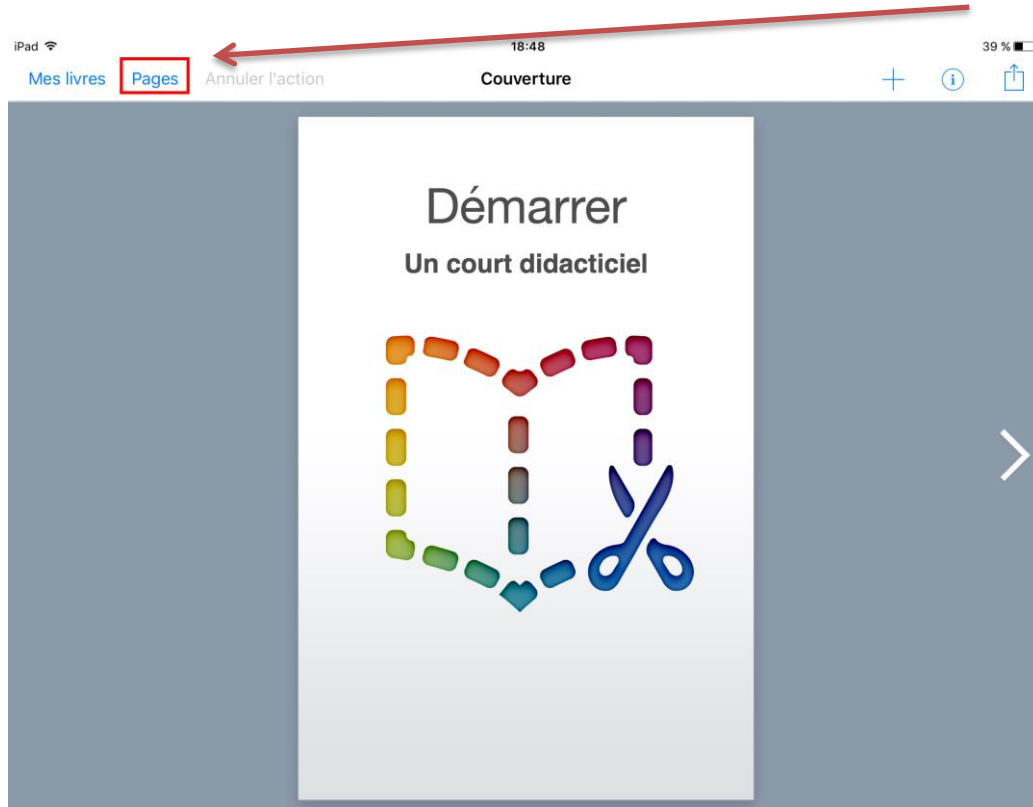 iPad 18:48 39 %
Mes livres Pages Annuler l'action Couverture
Démarrer
Un court didacticiel